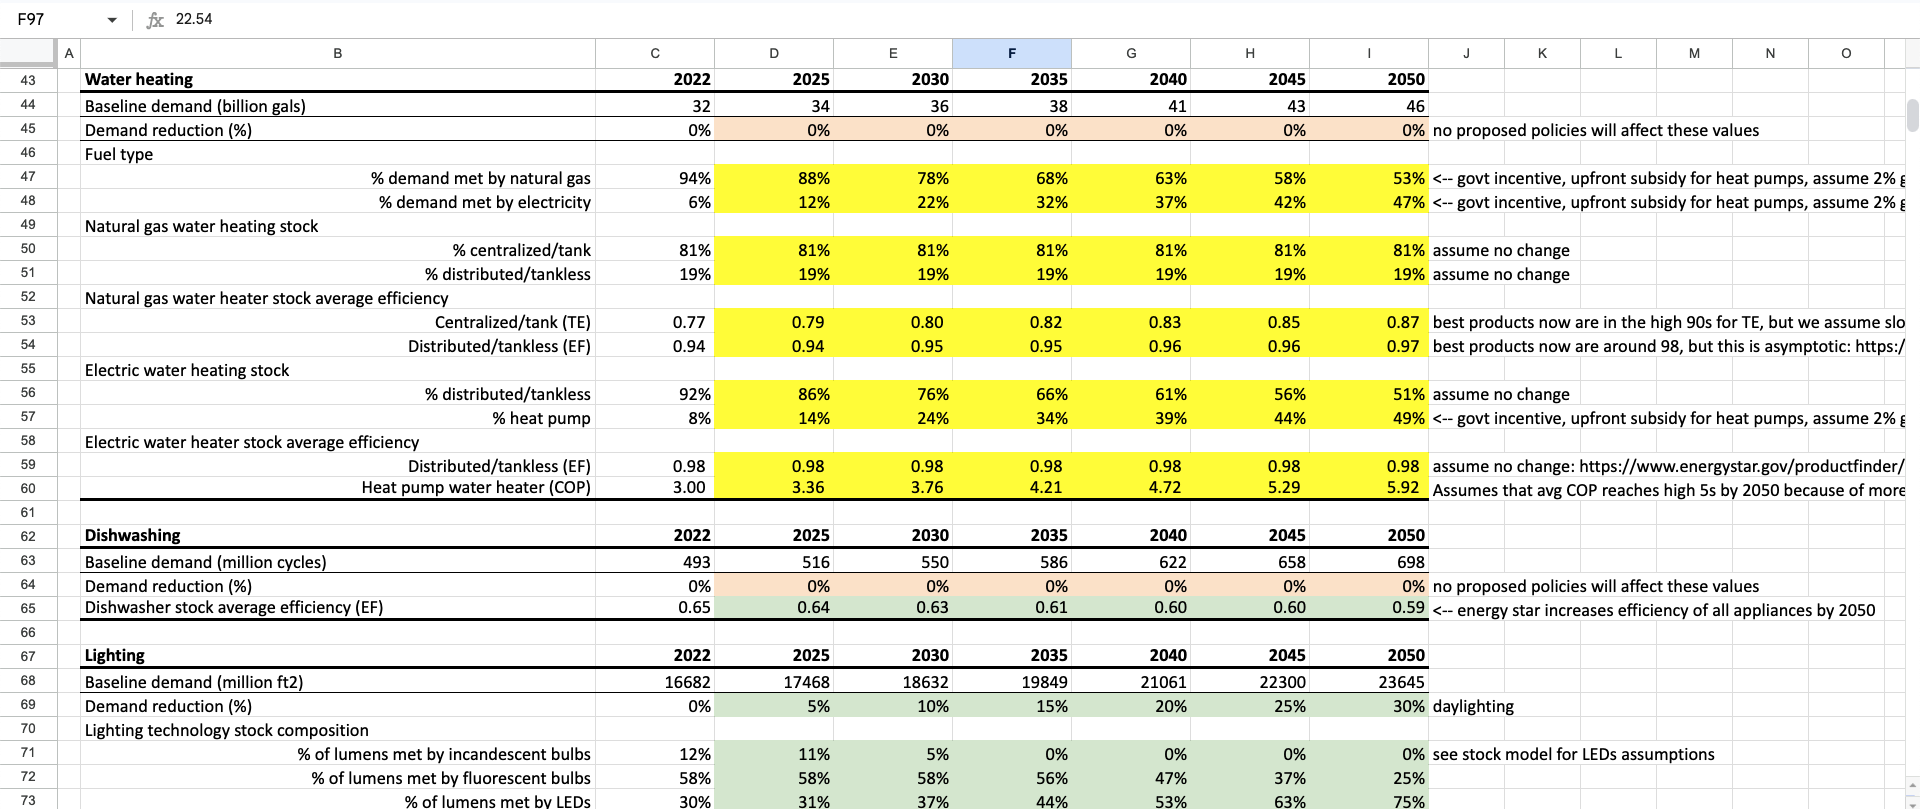 F97 fx 22.54
A B C D E F G H I J K L M N O
43 Water heating 2022 2025 2030 2035 2040 2045 2050
44 Baseline demand (billion gals) 32 34 36 38 41 43 46
45 Demand reduction (%) 0% 0% 0% 0% 0% 0% 0% no proposed policies will affect these values
46 Fuel type
47 % demand met by natural gas 94% 88% 78% 68% 63% 58% 53% <-- govt incentive, upfront subsidy for heat pumps, assume 2% g
48 % demand met by electricity 6% 12% 22% 32% 37% 42% 47% <-- govt incentive, upfront subsidy for heat pumps, assume 2% g
49 Natural gas water heating stock
50 % centralized/tank 81% 81% 81% 81% 81% 81% 81% assume no change
51 % distributed/tankless 19% 19% 19% 19% 19% 19% 19% assume no change
52 Natural gas water heater stock average efficiency
53 Centralized/tank (TE) 0.77 0.79 0.80 0.82 0.83 0.85 0.87 best products now are in the high 90s for TE, but we assume slo
54 Distributed/tankless (EF) 0.94 0.94 0.95 0.95 0.96 0.96 0.97 best products now are around 98, but this is asymptotic: https:/
55 Electric water heating stock
56 % distributed/tankless 92% 86% 76% 66% 61% 56% 51% assume no change
57 % heat pump 8% 14% 24% 34% 39% 44% 49% <-- govt incentive, upfront subsidy for heat pumps, assume 2% g
58 Electric water heater stock average efficiency
59 Distributed/tankless (EF) 0.98 0.98 0.98 0.98 0.98 0.98 0.98 assume no change: https://www.energystar.gov/productfinder/
60 Heat pump water heater (COP) 3.00 3.36 3.76 4.21 4.72 5.29 5.92 Assumes that avg COP reaches high 5s by 2050 because of more
61
62 Dishwashing 2022 2025 2030 2035 2040 2045 2050
63 Baseline demand (million cycles) 493 516 550 586 622 658 698
64 Demand reduction (%) 0% 0% 0% 0% 0% 0% 0% no proposed policies will affect these values
65 Dishwasher stock average efficiency (EF) 0.65 0.64 0.63 0.61 0.60 0.60 0.59 <-- energy star increases efficiency of all appliances by 2050
66
67 Lighting 2022 2025 2030 2035 2040 2045 2050
68 Baseline demand (million ft2) 16682 17468 18632 19849 21061 22300 23645
69 Demand reduction (%) 0% 5% 10% 15% 20% 25% 30% daylighting
70 Lighting technology stock composition
71 % of lumens met by incandescent bulbs 12% 11% 5% 0% 0% 0% 0% see stock model for LEDs assumptions
72 % of lumens met by fluorescent bulbs 58% 58% 58% 56% 47% 37% 25%
73 % of lumens met by LEDs 30% 31% 37% 44% 53% 63% 75%